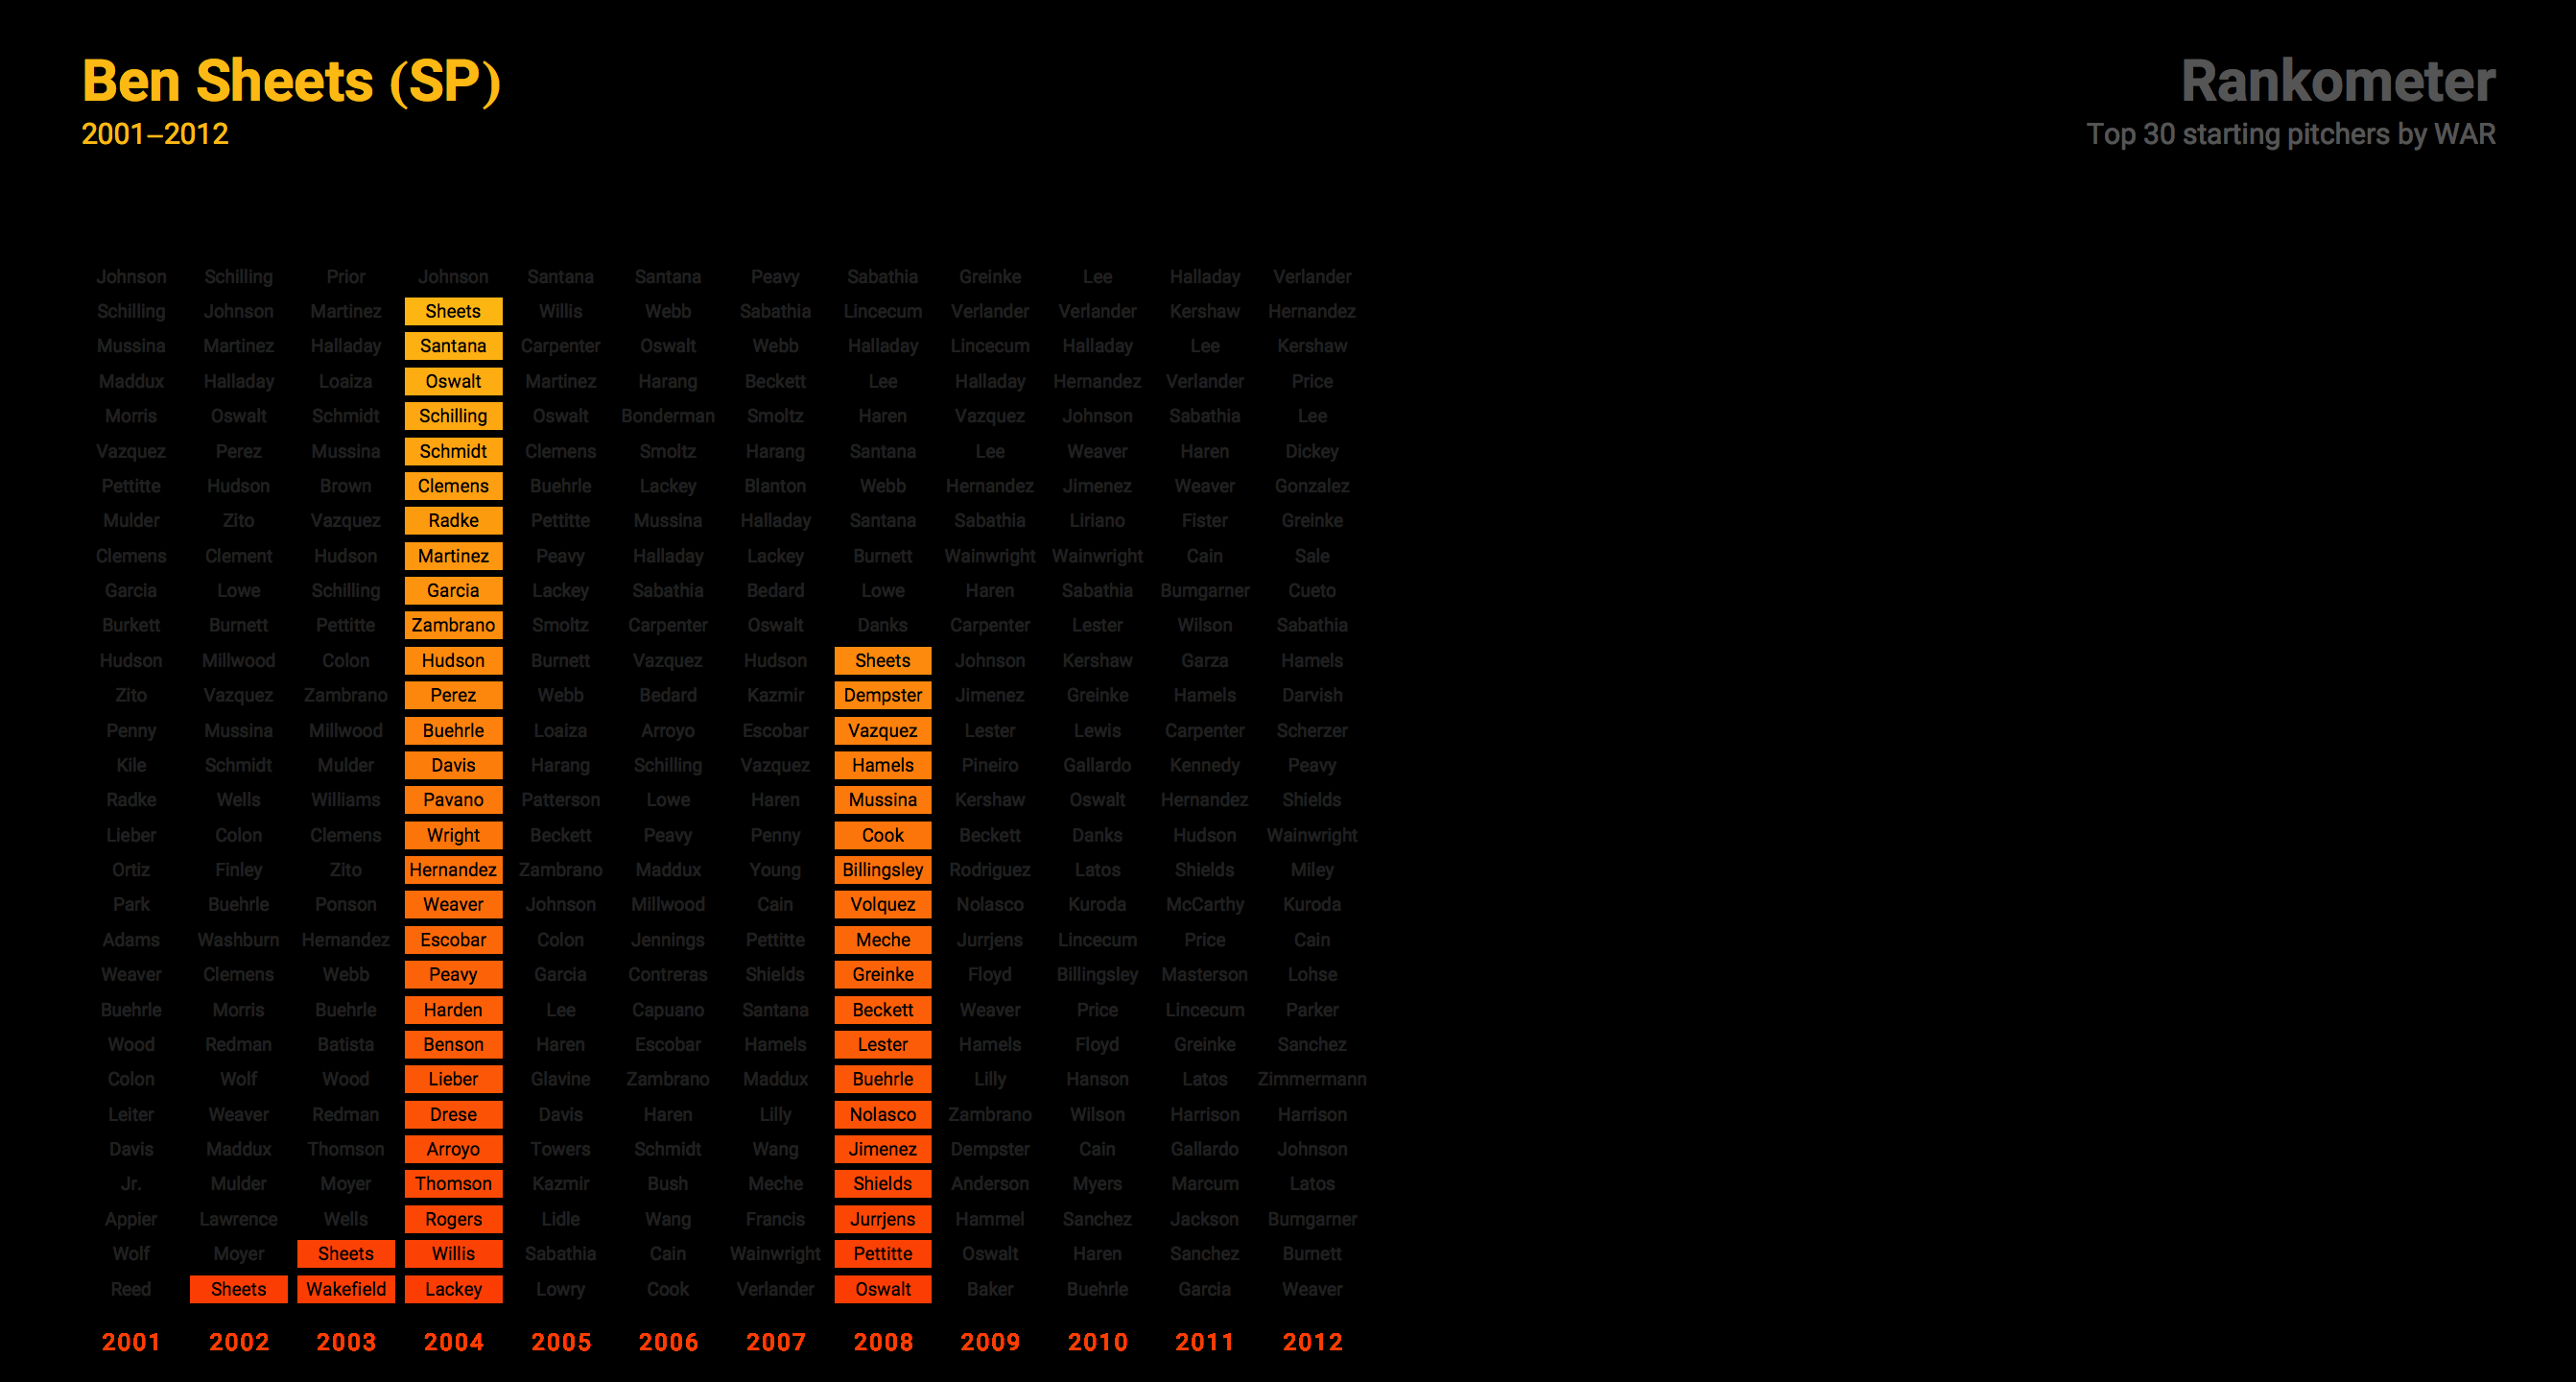 Ben Sheets (SP)
2001–2012
Rankometer
Top 30 starting pitchers by WAR
Johnson Schilling Prior Johnson Santana Santana Peavy Sabathia Greinke Lee Halladay Verlander
Schilling Johnson Martinez Sheets Willis Webb Sabathia Lincecum Verlander Verlander Kershaw Hernandez
Mussina Martinez Halladay Santana Carpenter Oswalt Webb Halladay Lincecum Halladay Lee Kershaw
Maddux Halladay Loaiza Oswalt Martinez Harang Beckett Lee Halladay Hernandez Verlander Price
Morris Oswalt Schmidt Schilling Oswalt Bonderman Smoltz Haren Vazquez Johnson Sabathia Lee
Vazquez Perez Mussina Schmidt Clemens Smoltz Harang Santana Lee Weaver Haren Dickey
Pettitte Hudson Brown Clemens Buehrle Lackey Blanton Webb Hernandez Jimenez Weaver Gonzalez
Mulder Zito Vazquez Radke Pettitte Mussina Halladay Santana Sabathia Liriano Fister Greinke
Clemens Clement Hudson Martinez Peavy Halladay Lackey Burnett Wainwright Wainwright Cain Sale
Garcia Lowe Schilling Garcia Lackey Sabathia Bedard Lowe Haren Sabathia Bumgarner Cueto
Burkett Burnett Pettitte Zambrano Smoltz Carpenter Oswalt Danks Carpenter Lester Wilson Sabathia
Hudson Millwood Colon Hudson Burnett Vazquez Hudson Sheets Johnson Kershaw Garza Hamels
Zito Vazquez Zambrano Perez Webb Bedard Kazmir Dempster Jimenez Greinke Hamels Darvish
Penny Mussina Millwood Buehrle Loaiza Arroyo Escobar Vazquez Lester Lewis Carpenter Scherzer
Kile Schmidt Mulder Davis Harang Schilling Vazquez Hamels Pineiro Gallardo Kennedy Peavy
Radke Wells Williams Pavano Patterson Lowe Haren Mussina Kershaw Oswalt Hernandez Shields
Lieber Colon Clemens Wright Beckett Peavy Penny Cook Beckett Danks Hudson Wainwright
Ortiz Finley Zito Hernandez Zambrano Maddux Young Billingsley Rodriguez Latos Shields Miley
Park Buehrle Ponson Weaver Johnson Millwood Cain Volquez Nolasco Kuroda McCarthy Kuroda
Adams Washburn Hernandez Escobar Colon Jennings Pettitte Meche Jurrjens Lincecum Price Cain
Weaver Clemens Webb Peavy Garcia Contreras Shields Greinke Floyd Billingsley Masterson Lohse
Buehrle Morris Buehrle Harden Lee Capuano Santana Beckett Weaver Price Lincecum Parker
Wood Redman Batista Benson Haren Escobar Hamels Lester Hamels Floyd Greinke Sanchez
Colon Wolf Wood Lieber Glavine Zambrano Maddux Buehrle Lilly Hanson Latos Zimmermann
Leiter Weaver Redman Drese Davis Haren Lilly Nolasco Zambrano Wilson Harrison Harrison
Davis Maddux Thomson Arroyo Towers Schmidt Wang Jimenez Dempster Cain Gallardo Johnson
Jr. Mulder Moyer Thomson Kazmir Bush Meche Shields Anderson Myers Marcum Latos
Appier Lawrence Wells Rogers Lidle Wang Francis Jurrjens Hammel Sanchez Jackson Bumgarner
Wolf Moyer Sheets Willis Sabathia Cain Wainwright Pettitte Oswalt Haren Sanchez Burnett
Reed Sheets Wakefield Lackey Lowry Cook Verlander Oswalt Baker Buehrle Garcia Weaver
2001 2002 2003 2004 2005 2006 2007 2008 2009 2010 2011 2012